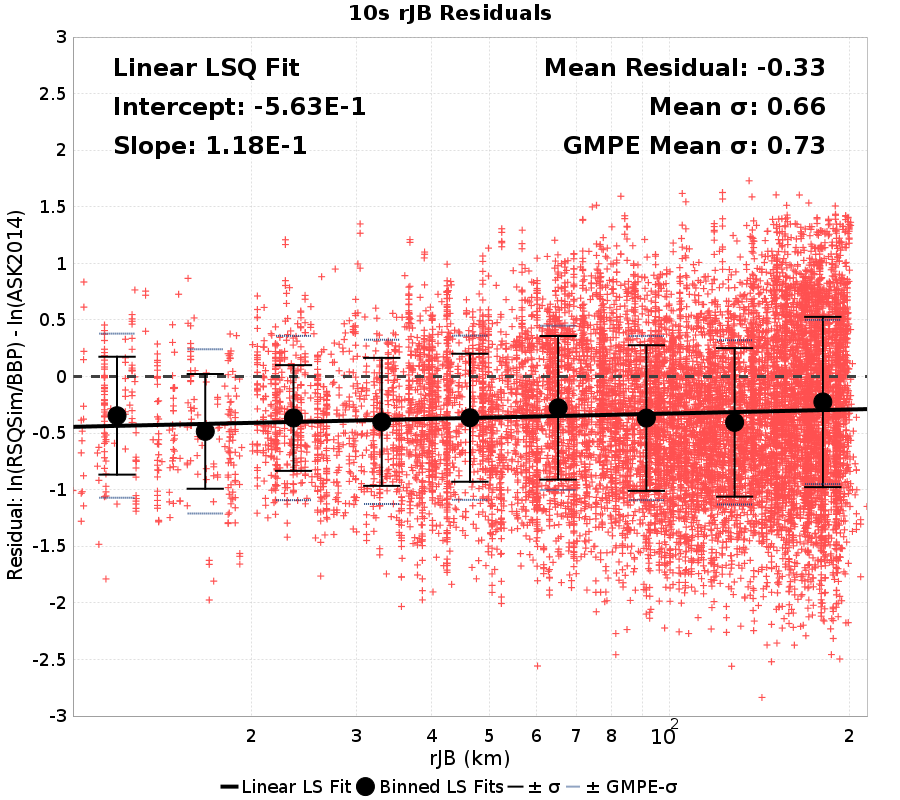 10s rJB Residuals
Linear LSQ Fit
Intercept: -5.63E-1
Slope: 1.18E-1
Mean Residual: -0.33
Mean σ: 0.66
GMPE Mean σ: 0.73
Residual: ln(RSQSim/BBP) - ln(ASK2014)
3
2.5
2
1.5
1
0.5
0
-0.5
-1
-1.5
-2
-2.5
-3
2 3 4 5 6 7 8 10² 2
rJB (km)
Linear LS Fit Binned LS Fits ± σ ± GMPE-σ